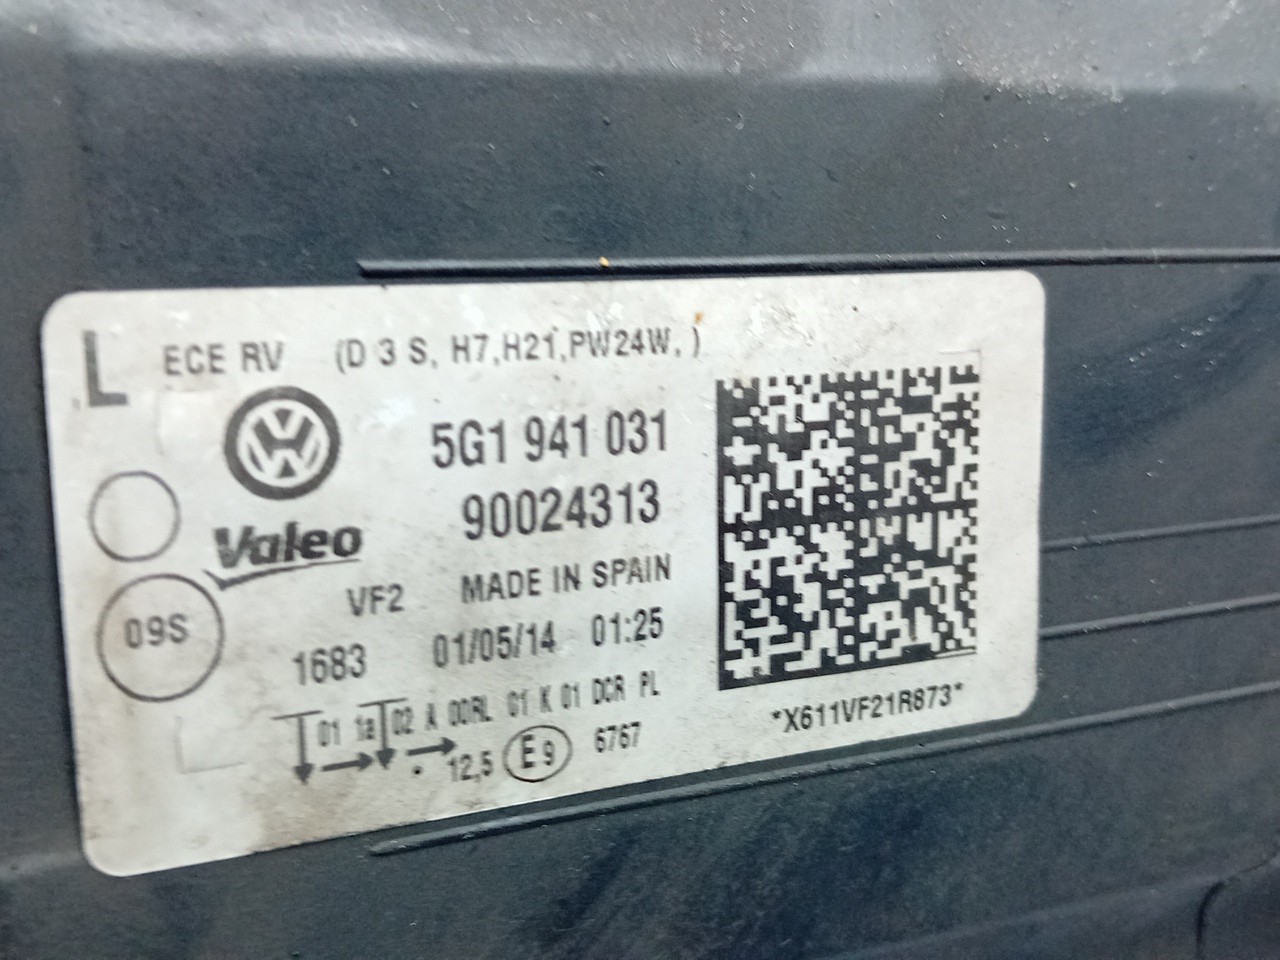 L ECE RV (D 3 S, H7,H21,PW24W, )
5G1 941 031
90024313
Valeo
VF2 MADE IN SPAIN
09S
1683 01/05/14 01:25
01 1a 02 A 00RL 01 K 01 DCR PL
12,5 E9 6767
*X611VF21R873*